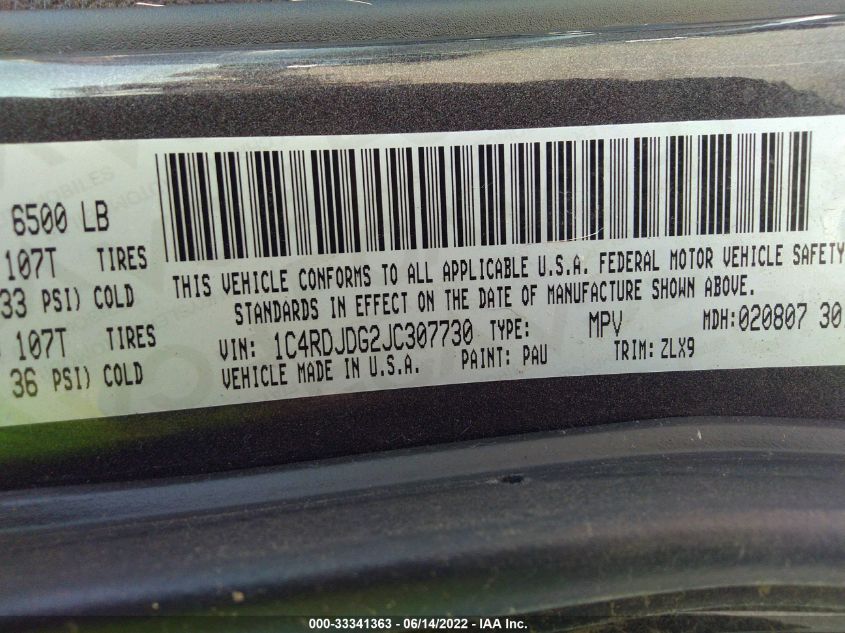 6500 LB
107T TIRES
33 PSI) COLD
107T TIRES
36 PSI) COLD
THIS VEHICLE CONFORMS TO ALL APPLICABLE U.S.A. FEDERAL MOTOR VEHICLE SAFETY
STANDARDS IN EFFECT ON THE DATE OF MANUFACTURE SHOWN ABOVE.
VIN: 1C4RDJDG2JC307730 TYPE: MPV MDH:020807 30
VEHICLE MADE IN U.S.A. PAINT: PAU TRIM: ZLX9
000-33341363 - 06/14/2022 - IAA Inc.